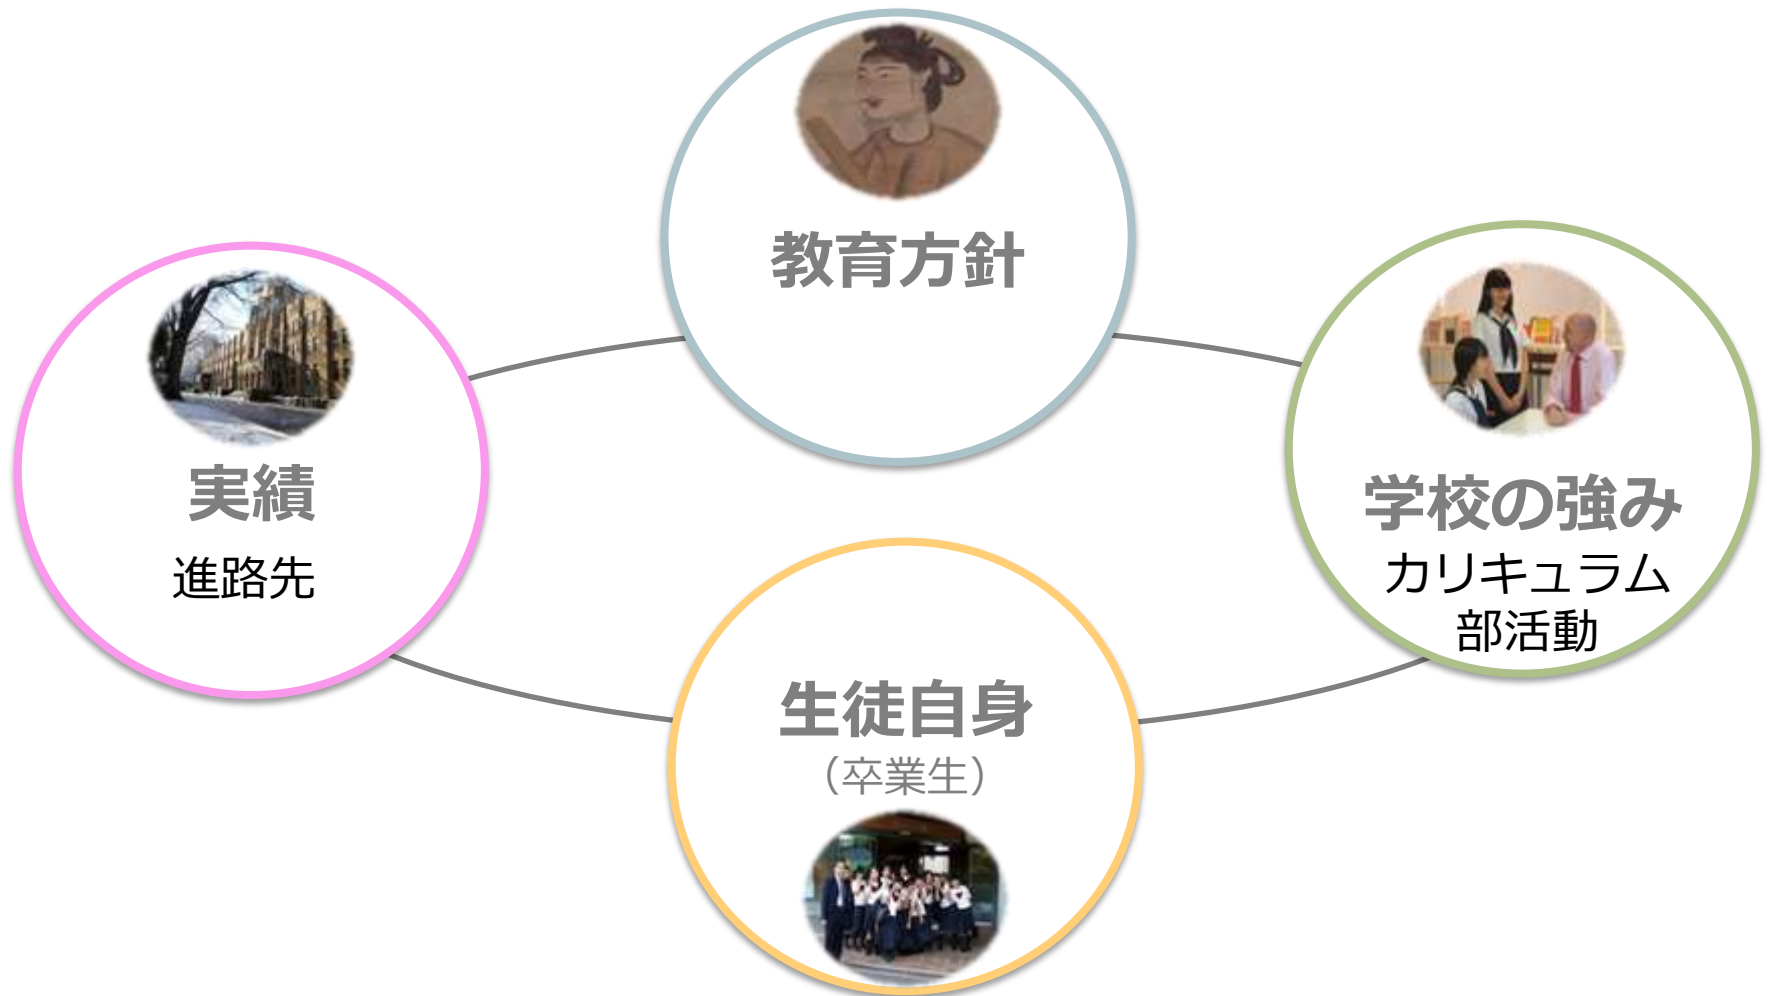 教育方針
実績
進路先
学校の強み
カリキュラム
部活動
生徒自身
（卒業生）